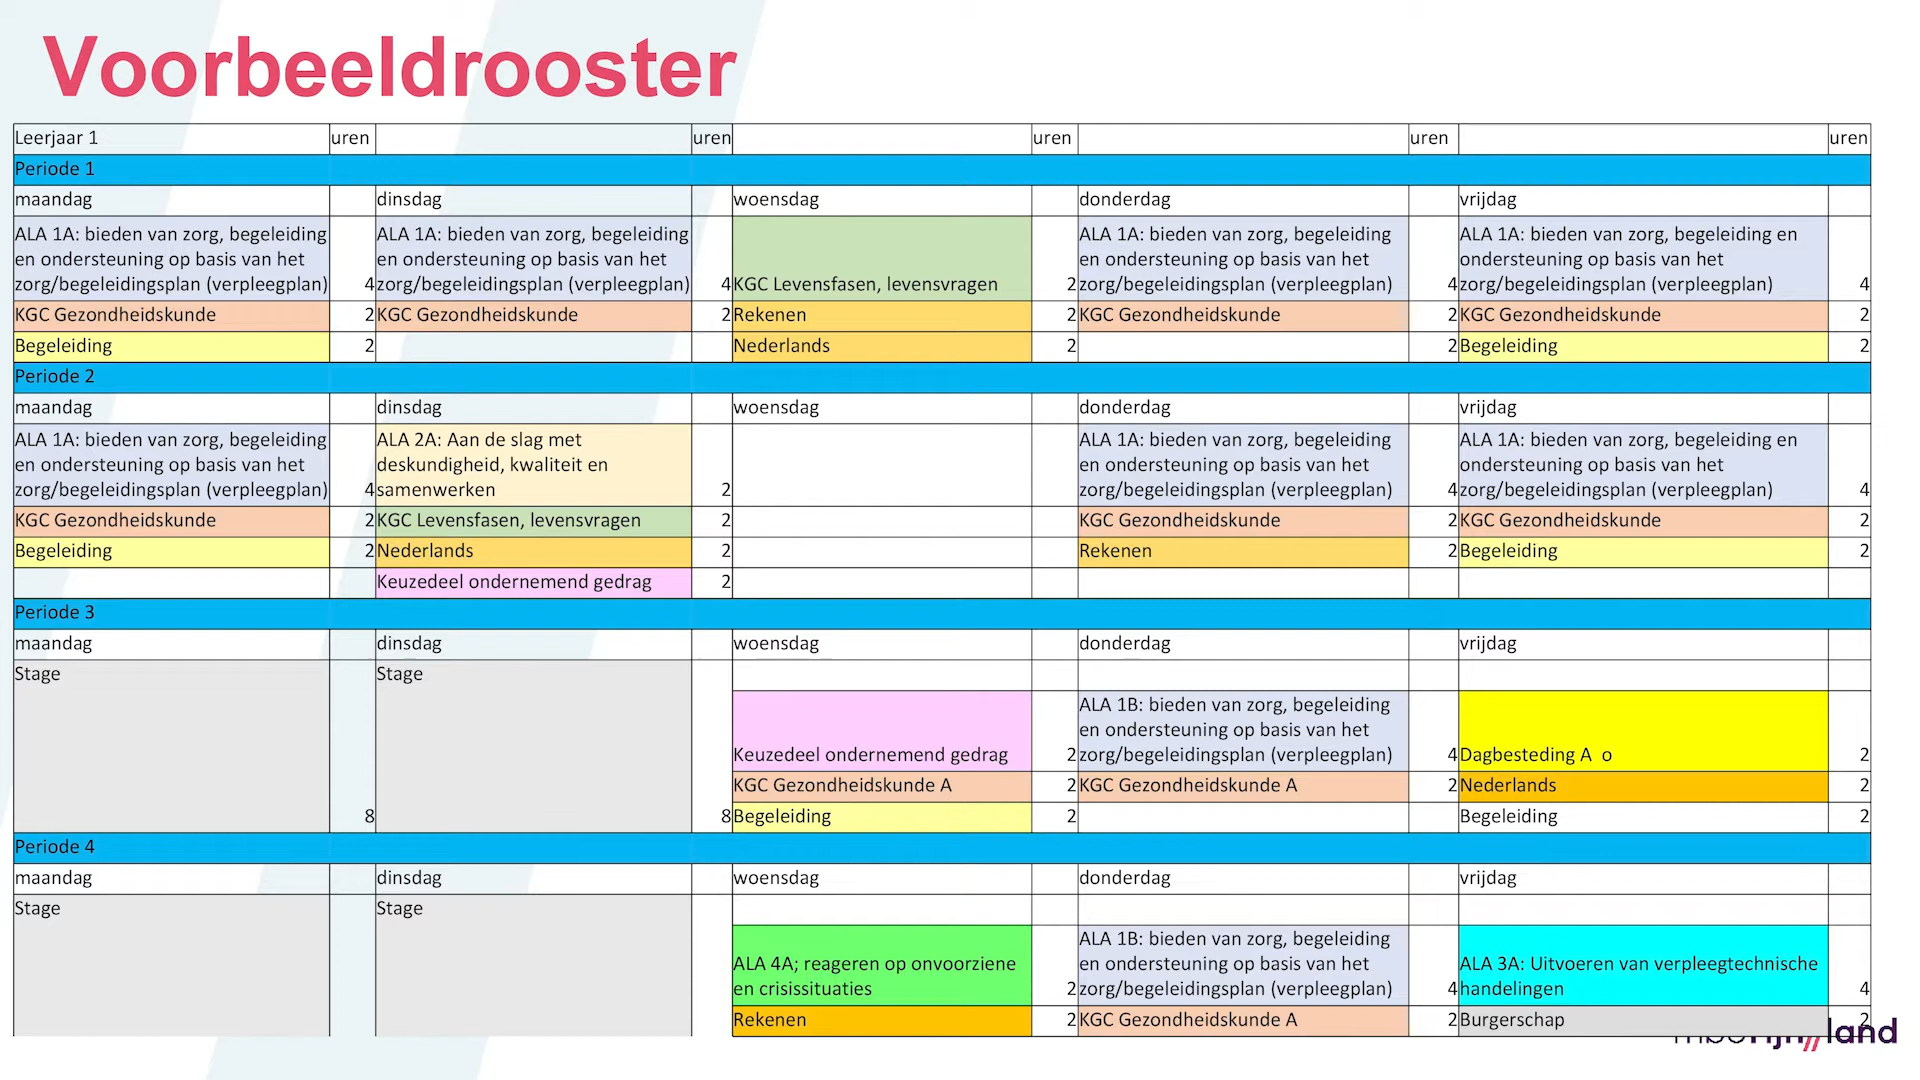 Voorbeeldrooster
Leerjaar 1 uren uren uren uren uren
Periode 1
maandag dinsdag woensdag donderdag vrijdag
ALA 1A: bieden van zorg, begeleiding
en ondersteuning op basis van het
zorg/begeleidingsplan (verpleegplan) 4
ALA 1A: bieden van zorg, begeleiding
en ondersteuning op basis van het
zorg/begeleidingsplan (verpleegplan) 4
KGC Levensfasen, levensvragen 2
ALA 1A: bieden van zorg, begeleiding
en ondersteuning op basis van het
zorg/begeleidingsplan (verpleegplan) 4
ALA 1A: bieden van zorg, begeleiding en
ondersteuning op basis van het
zorg/begeleidingsplan (verpleegplan) 4
KGC Gezondheidskunde 2 KGC Gezondheidskunde 2 Rekenen 2 KGC Gezondheidskunde 2 KGC Gezondheidskunde 2
Begeleiding 2 Nederlands 2 2 Begeleiding 2
Periode 2
maandag dinsdag woensdag donderdag vrijdag
ALA 1A: bieden van zorg, begeleiding
en ondersteuning op basis van het
zorg/begeleidingsplan (verpleegplan) 4
ALA 2A: Aan de slag met
deskundigheid, kwaliteit en
samenwerken 2
ALA 1A: bieden van zorg, begeleiding
en ondersteuning op basis van het
zorg/begeleidingsplan (verpleegplan) 4
ALA 1A: bieden van zorg, begeleiding en
ondersteuning op basis van het
zorg/begeleidingsplan (verpleegplan) 4
KGC Gezondheidskunde 2 KGC Levensfasen, levensvragen 2 KGC Gezondheidskunde 2 KGC Gezondheidskunde 2
Begeleiding 2 Nederlands 2 Rekenen 2 Begeleiding 2
Keuzedeel ondernemend gedrag 2
Periode 3
maandag dinsdag woensdag donderdag vrijdag
Stage 8 Stage 8
Keuzedeel ondernemend gedrag 2
ALA 1B: bieden van zorg, begeleiding
en ondersteuning op basis van het
zorg/begeleidingsplan (verpleegplan) 4
Dagbesteding A o 2
KGC Gezondheidskunde A 2 KGC Gezondheidskunde A 2 Nederlands 2
Begeleiding 2 Begeleiding 2
Periode 4
maandag dinsdag woensdag donderdag vrijdag
Stage Stage
ALA 4A; reageren op onvoorziene
en crisissituaties 2
ALA 1B: bieden van zorg, begeleiding
en ondersteuning op basis van het
zorg/begeleidingsplan (verpleegplan) 4
ALA 3A: Uitvoeren van verpleegtechnische
handelingen 4
Rekenen 2 KGC Gezondheidskunde A 2 Burgerschap 2
land